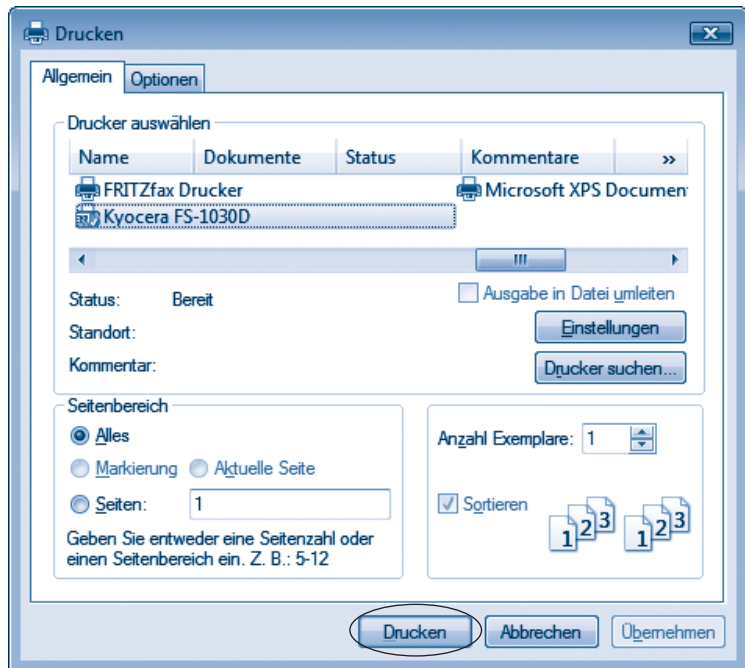 Drucken
Allgemein Optionen
Drucker auswählen
Name Dokumente Status Kommentare »
FRITZfax Drucker Microsoft XPS Documen
Kyocera FS-1030D
Status: Bereit Ausgabe in Datei umleiten
Standort: Einstellungen
Kommentar: Drucker suchen...
Seitenbereich
Alles Anzahl Exemplare: 1
Markierung Aktuelle Seite
Seiten: 1 Sortieren
1 2 3 1 2 3
Geben Sie entweder eine Seitenzahl oder
einen Seitenbereich ein. Z. B.: 5-12
Drucken Abbrechen Übernehmen